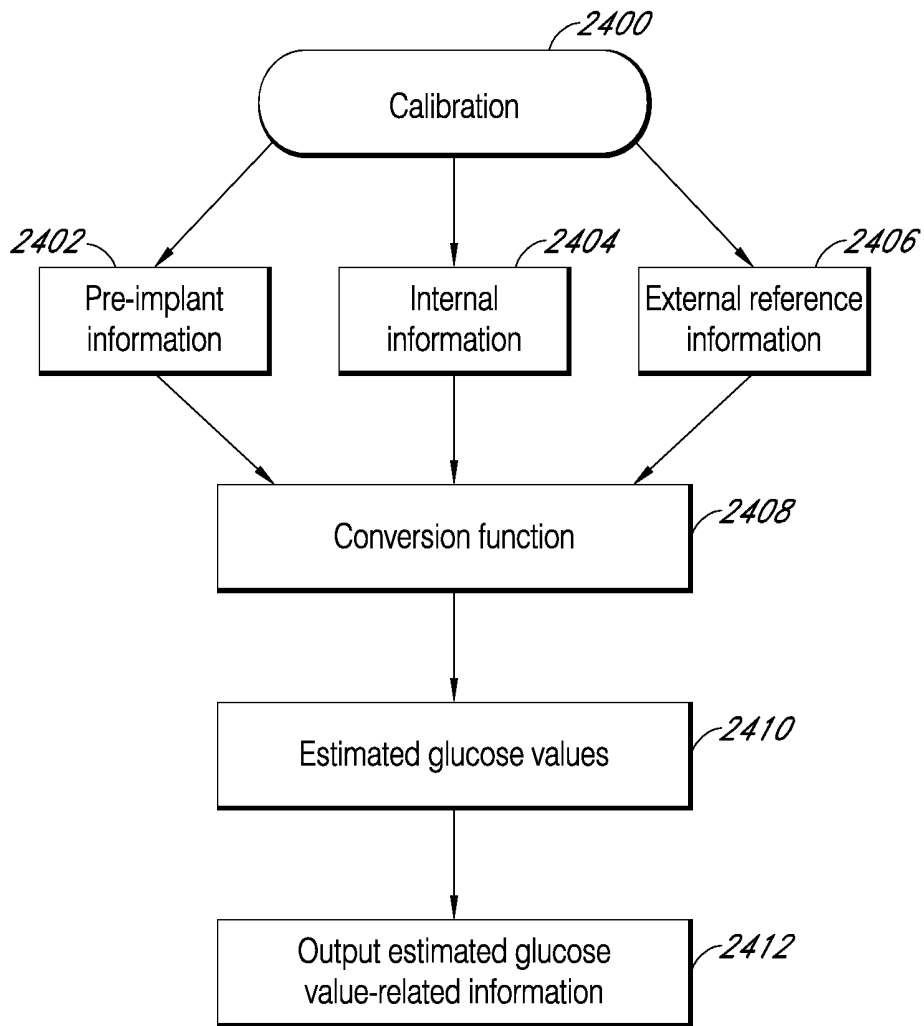 2400
Calibration
2402
2404
2406
Pre-implant
information
Internal
information
External reference
information
2408
Conversion function
2410
Estimated glucose values
2412
Output estimated glucose
value-related information